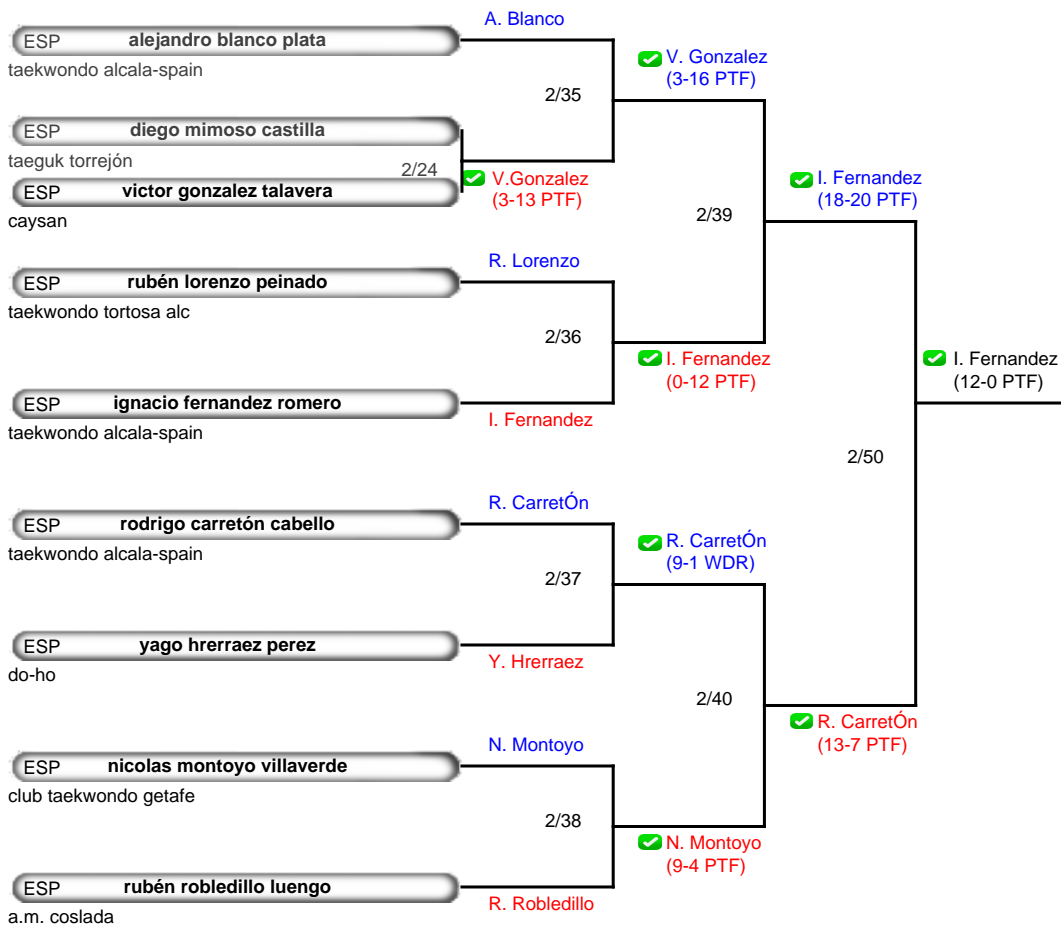 A. Blanco
ESP alejandro blanco plata
taekwondo alcala-spain
V. Gonzalez
(3-16 PTF)
2/35
ESP diego mimoso castilla
taeguk torrejón
2/24
ESP victor gonzalez talavera
caysan
V.Gonzalez
(3-13 PTF)
I. Fernandez
(18-20 PTF)
2/39
R. Lorenzo
ESP rubén lorenzo peinado
taekwondo tortosa alc
2/36
I. Fernandez
(0-12 PTF)
I. Fernandez
(12-0 PTF)
ESP ignacio fernandez romero
taekwondo alcala-spain
I. Fernandez
2/50
R. CarretÓn
ESP rodrigo carretón cabello
taekwondo alcala-spain
R. CarretÓn
(9-1 WDR)
2/37
ESP yago hrerraez perez
do-ho
Y. Hrerraez
2/40
R. CarretÓn
(13-7 PTF)
N. Montoyo
ESP nicolas montoyo villaverde
club taekwondo getafe
2/38
N. Montoyo
(9-4 PTF)
ESP rubén robledillo luengo
a.m. coslada
R. Robledillo